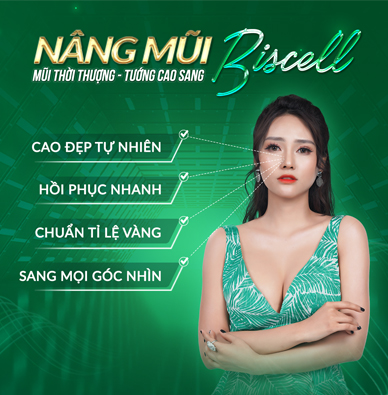 NÂNG MŨI Biscell
MŨI THỜI THƯỢNG - TƯỚNG CAO SANG
CAO ĐẸP TỰ NHIÊN
HỒI PHỤC NHANH
CHUẨN TỈ LỆ VÀNG
SANG MỌI GÓC NHÌN